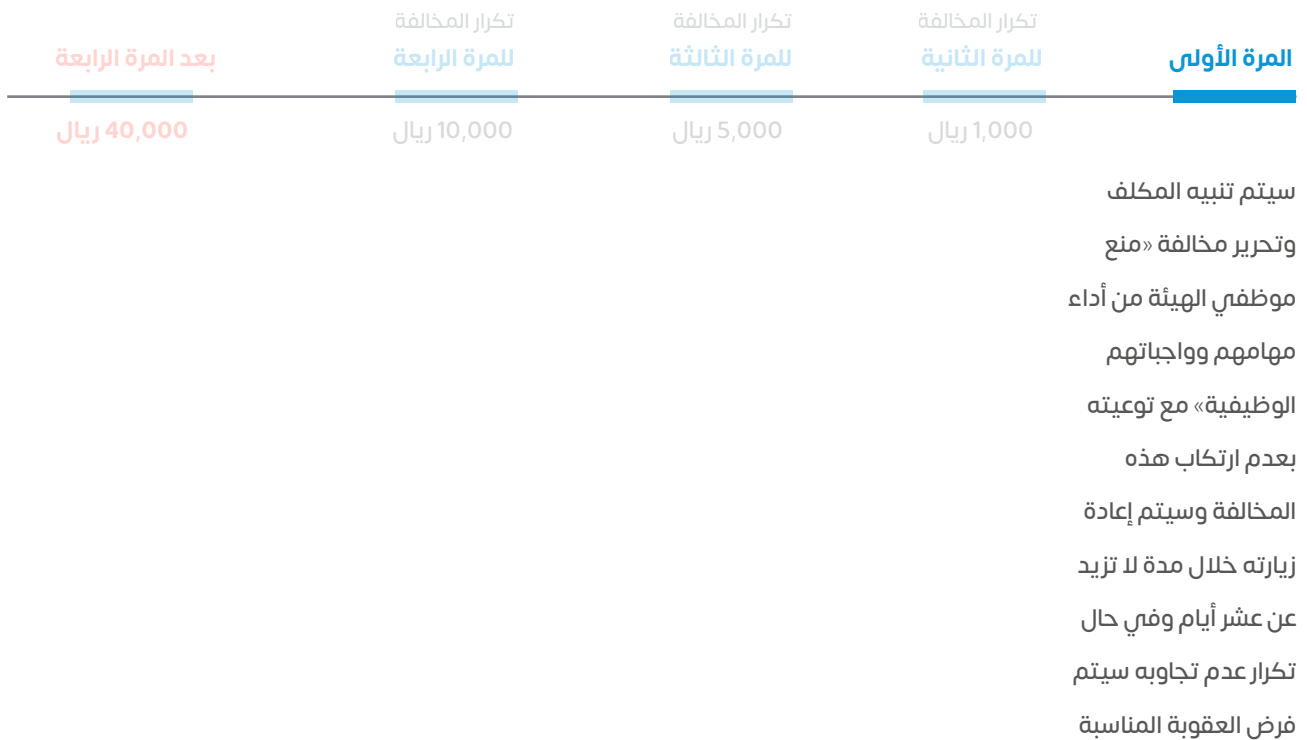 تكرار المخالفة تكرار المخالفة تكرار المخالفة
المرة الأولى للمرة الثانية للمرة الثالثة للمرة الرابعة بعد المرة الرابعة
1,000 ريال 5,000 ريال 10,000 ريال 40,000 ريال
سيتم تنبيه المكلف
وتحرير مخالفة «منع
موظفي الهيئة من أداء
مهامهم وواجباتهم
الوظيفية» مع توعيته
بعدم ارتكاب هذه
المخالفة وسيتم إعادة
زيارته خلال مدة لا تزيد
عن عشر أيام وفي حال
تكرار عدم تجاوبه سيتم
فرض العقوبة المناسبة